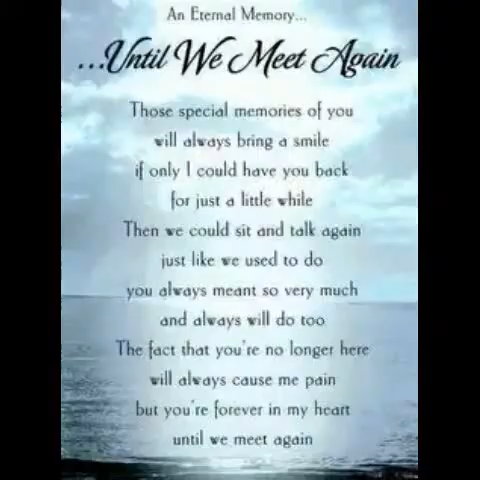 An Eternal Memory...
...Until We Meet Again
Those special memories of you
will always bring a smile
if only I could have you back
for just a little while
Then we could sit and talk again
just like we used to do
you always meant so very much
and always will do too
The fact that you're no longer here
will always cause me pain
but you're forever in my heart
until we meet again